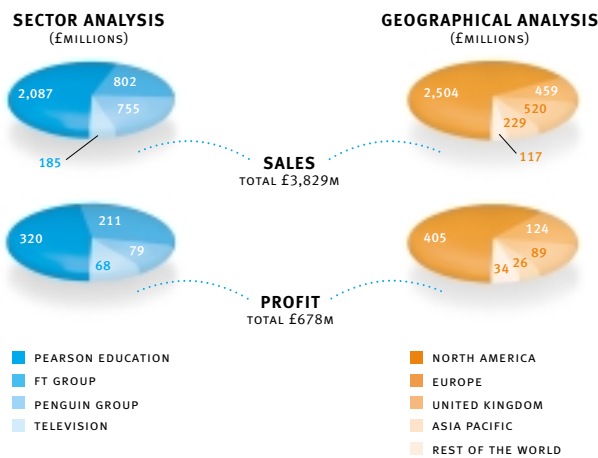 SECTOR ANALYSIS
(£MILLIONS)
2,087
802
755
185
GEOGRAPHICAL ANALYSIS
(£MILLIONS)
2,504
459
520
229
117
SALES
TOTAL £3,829M
320
211
79
68
405
124
89
26
34
PROFIT
TOTAL £678M
PEARSON EDUCATION
FT GROUP
PENGUIN GROUP
TELEVISION
NORTH AMERICA
EUROPE
UNITED KINGDOM
ASIA PACIFIC
REST OF THE WORLD